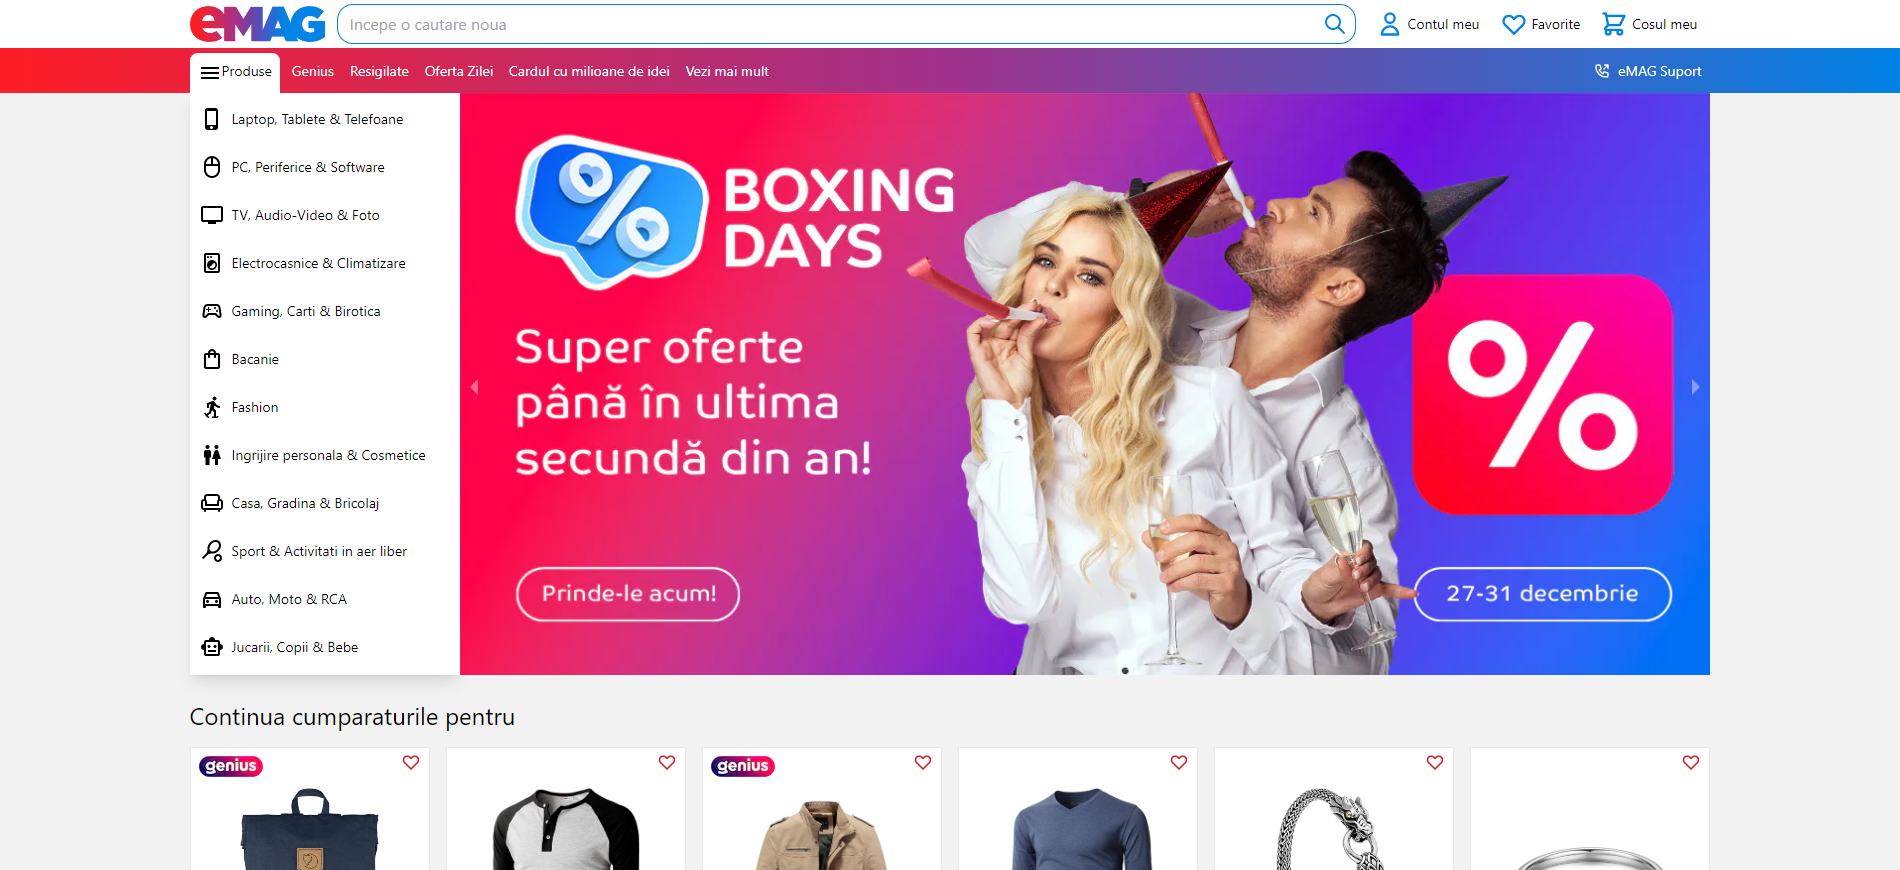 eMAG
Incepe o cautare noua
Contul meu
Favorite
Cosul meu
Produse
Genius
Resigilate
Oferta Zilei
Cardul cu milioane de idei
Vezi mai mult
eMAG Suport
Laptop, Tablete & Telefoane
PC, Periferice & Software
TV, Audio-Video & Foto
Electrocasnice & Climatizare
Gaming, Carti & Birotica
Bacanie
Fashion
Ingrijire personala & Cosmetice
Casa, Gradina & Bricolaj
Sport & Activitati in aer liber
Auto, Moto & RCA
Jucarii, Copii & Bebe
%
BOXING
DAYS
Super oferte
până în ultima
secundă din an!
Prinde-le acum!
%
27-31 decembrie
Continua cumparaturile pentru
genius
genius